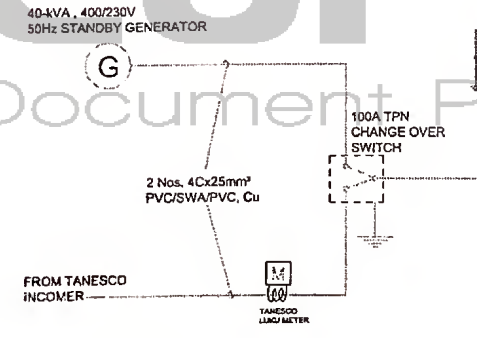 40-kVA , 400/230V
50Hz STANDBY GENERATOR
G
Document P
100A TPN
CHANGE OVER
SWITCH
2 Nos, 4Cx25mm²
PVC/SWA/PVC, Cu
M
FROM TANESCO
INCOMER
TANESCO
METER